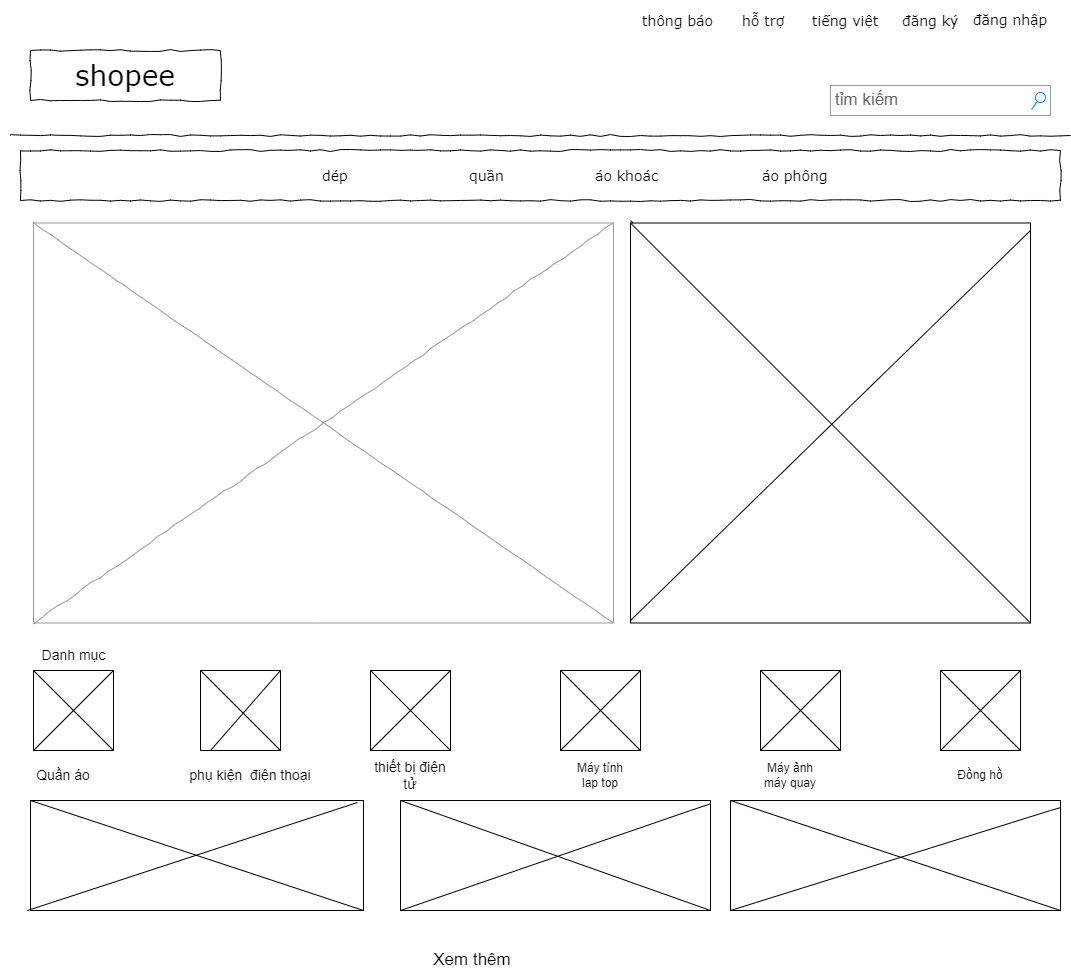 thông báo hỗ trợ tiếng việt đăng ký đăng nhập
shopee
tìm kiếm
dép quần áo khoác áo phông
Danh mục
Quần áo
phụ kiện điện thoại
thiết bị điện
tử
Máy tính
lap top
Máy ảnh
máy quay
Đồng hồ
Xem thêm